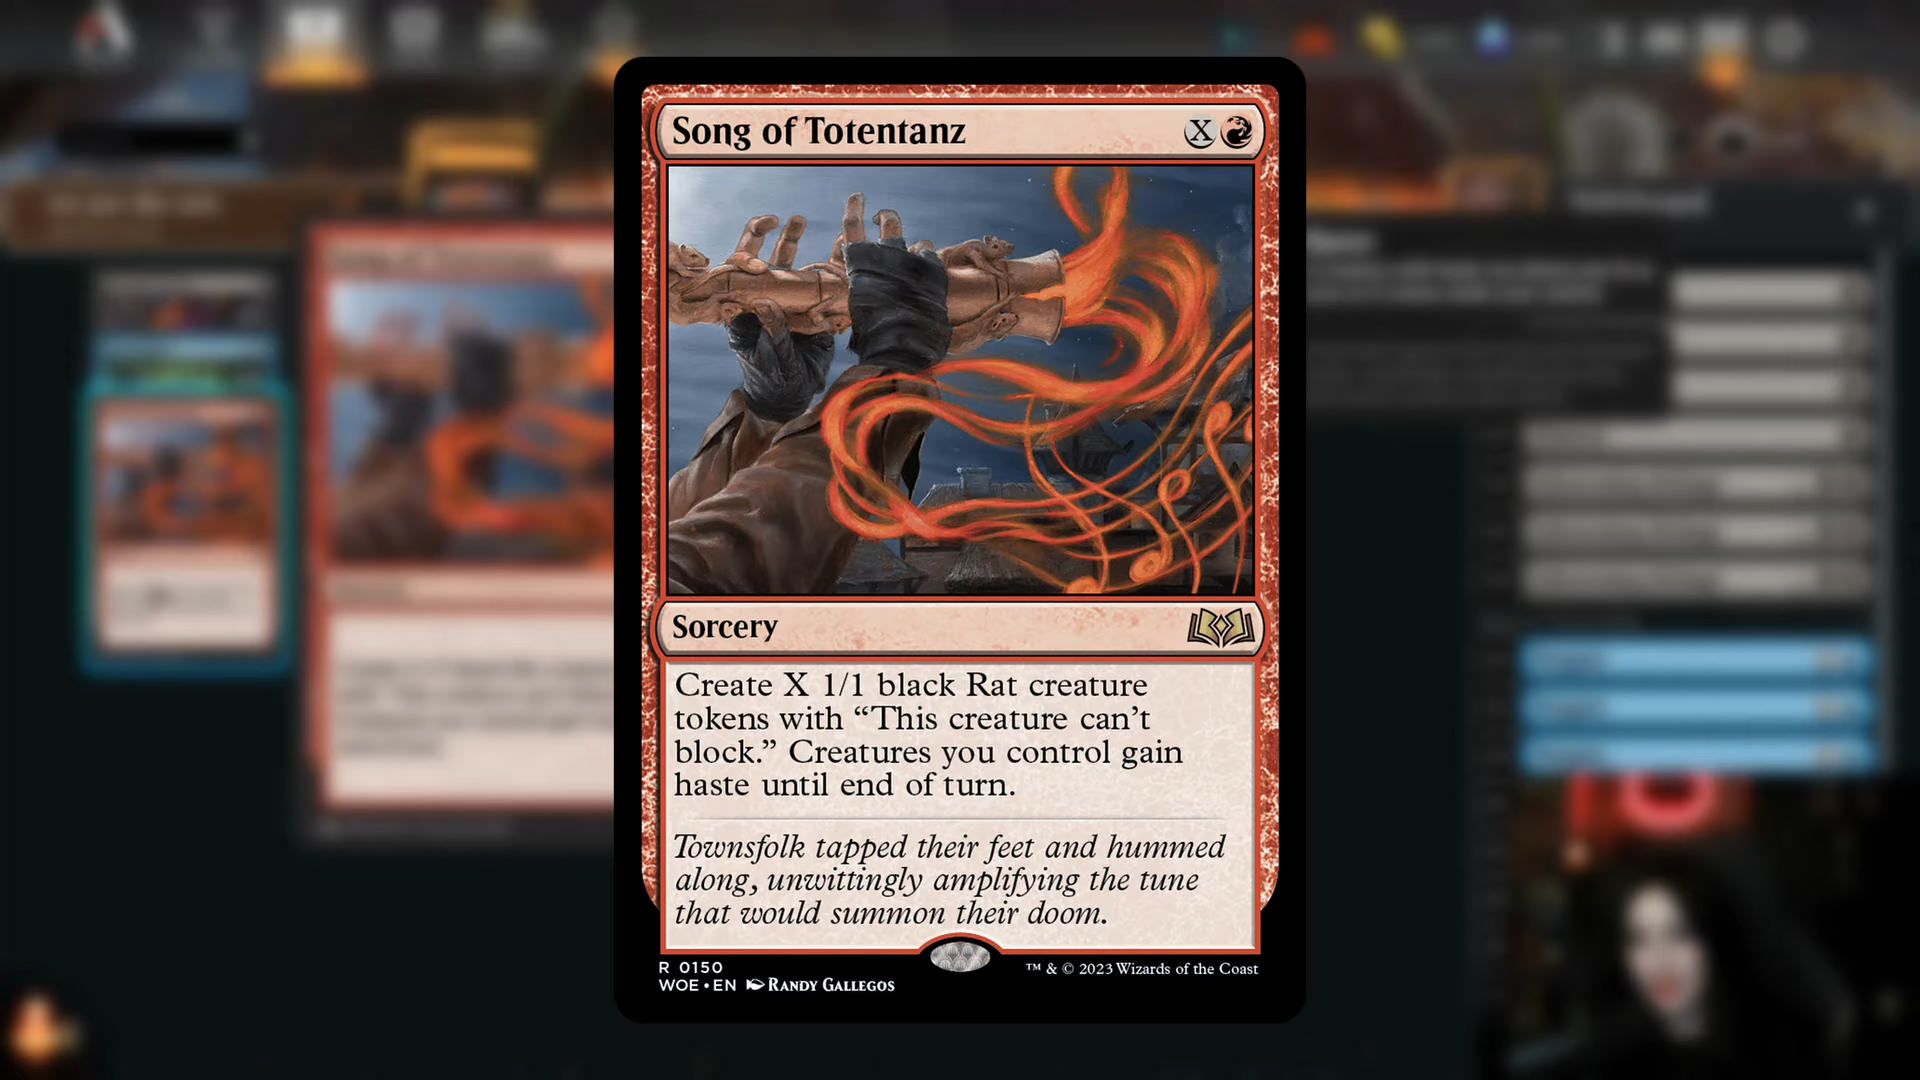 Song of Totentanz
X
Sorcery
Create X 1/1 black Rat creature
tokens with “This creature can’t
block.” Creatures you control gain
haste until end of turn.
Townsfolk tapped their feet and hummed
along, unwittingly amplifying the tune
that would summon their doom.
R 0150
WOE • EN RANDY GALLEGOS
™ & © 2023 Wizards of the Coast